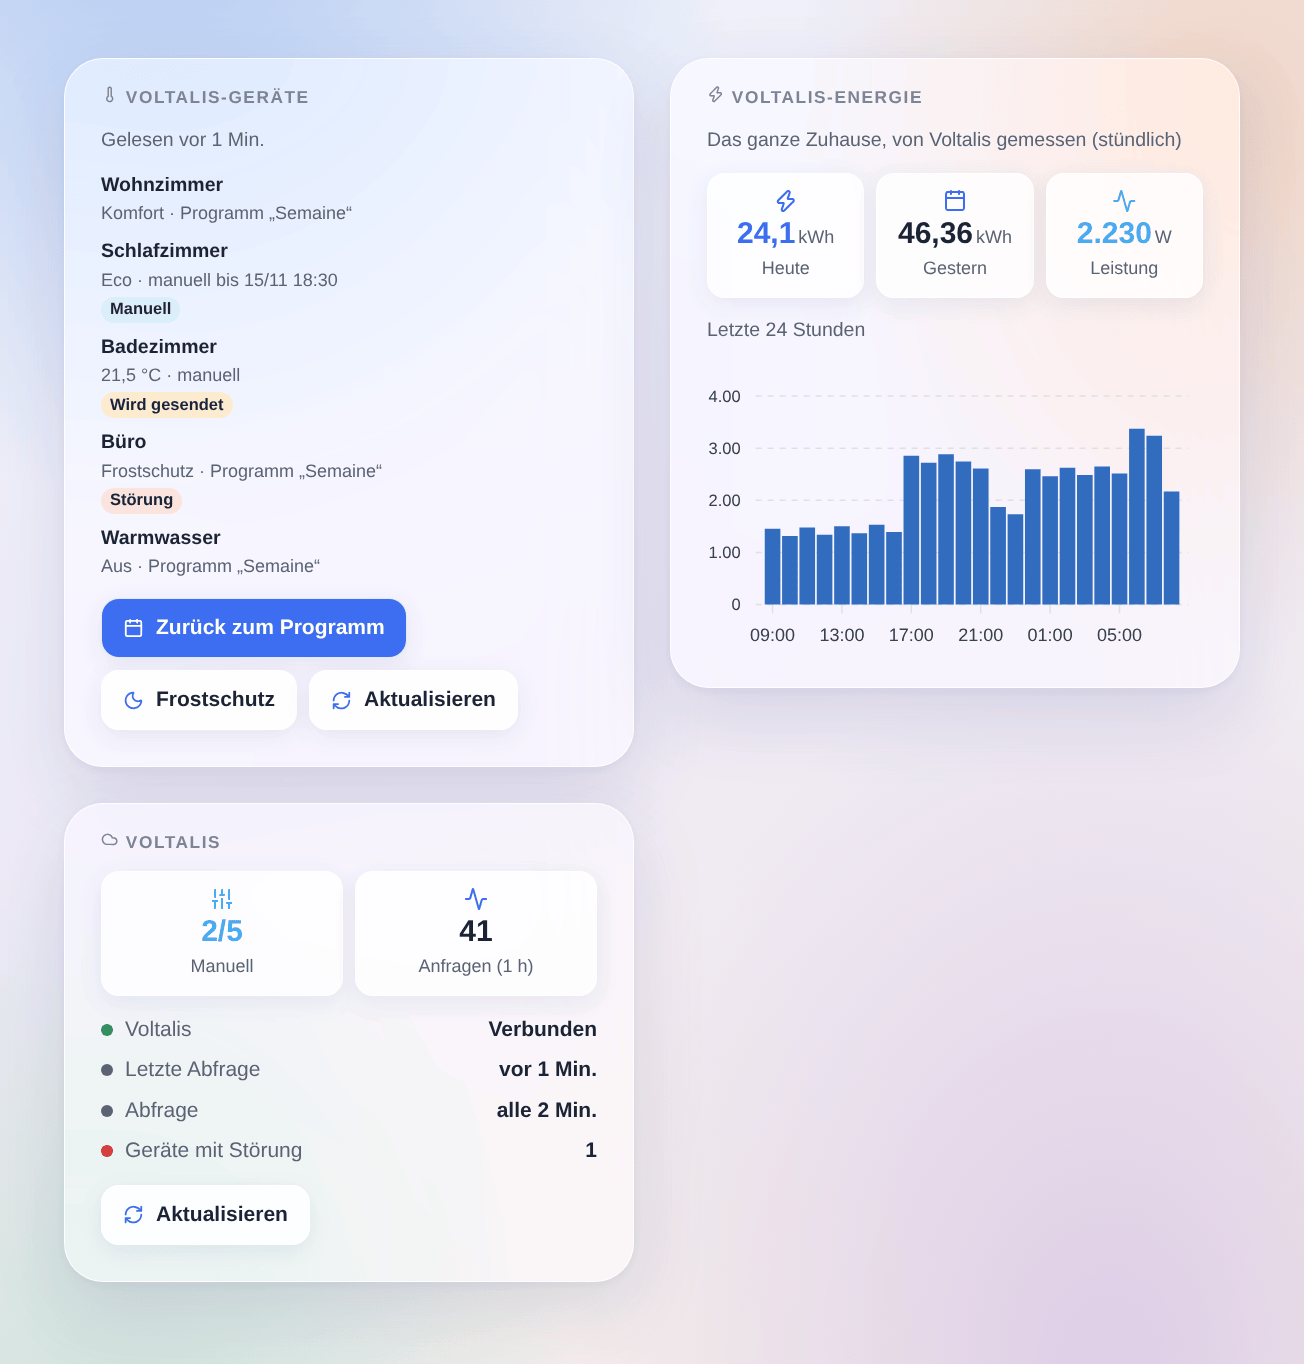 VOLTALIS-GERÄTE
Gelesen vor 1 Min.
Wohnzimmer
Komfort · Programm „Semaine“
Schlafzimmer
Eco · manuell bis 15/11 18:30
Manuell
Badezimmer
21,5 °C · manuell
Wird gesendet
Büro
Frostschutz · Programm „Semaine“
Störung
Warmwasser
Aus · Programm „Semaine“
Zurück zum Programm
Frostschutz
Aktualisieren
VOLTALIS-ENERGIE
Das ganze Zuhause, von Voltalis gemessen (stündlich)
24,1 kWh
Heute
46,36 kWh
Gestern
2.230 W
Leistung
Letzte 24 Stunden
4.00
3.00
2.00
1.00
0
09:00 13:00 17:00 21:00 01:00 05:00
VOLTALIS
2/5
Manuell
41
Anfragen (1 h)
Voltalis Verbunden
Letzte Abfrage vor 1 Min.
Abfrage alle 2 Min.
Geräte mit Störung 1
Aktualisieren